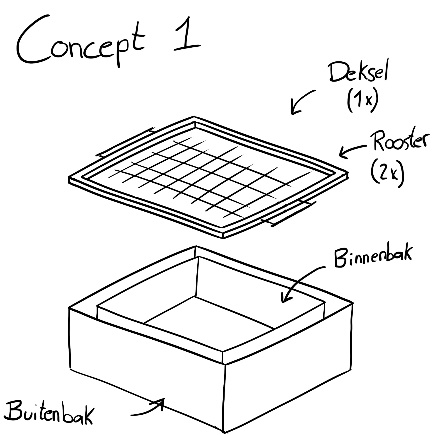 Concept 1
Deksel
(1x)
Rooster
(2x)
Binnenbak
Buitenbak